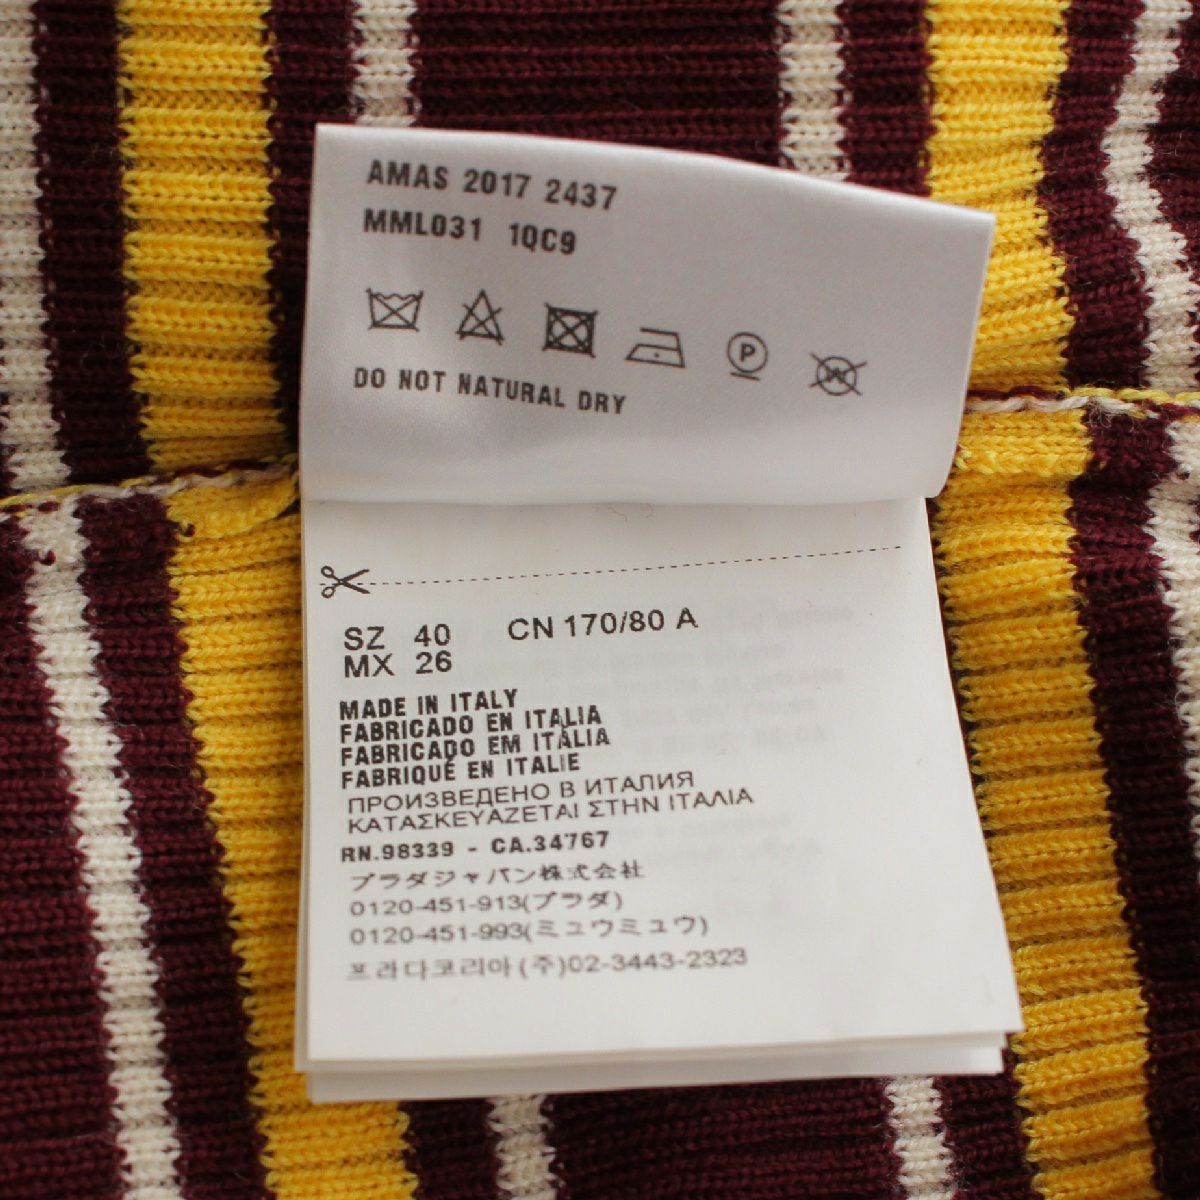 AMAS 2017 2437
MML031 1QC9
P
W
DO NOT NATURAL DRY
SZ 40 CN 170/80 A
MX 26
MADE IN ITALY
FABRICADO EN ITALIA
FABRICADO EM ITÀLIA
FABRIQUÉ EN ITALIE
ПРОИЗВЕДЕНО В ИТАЛИЯ
ΚΑΤΑΣΚΕΥΑΖΕΤΑΙ ΣΤΗΝ ΙΤΑΛΙΑ
RN.98339 - CA.34767
プラダジャパン株式会社
0120-451-913(プラダ)
0120-451-993(ミュウミュウ)
프라다코리아(주)02-3443-2323